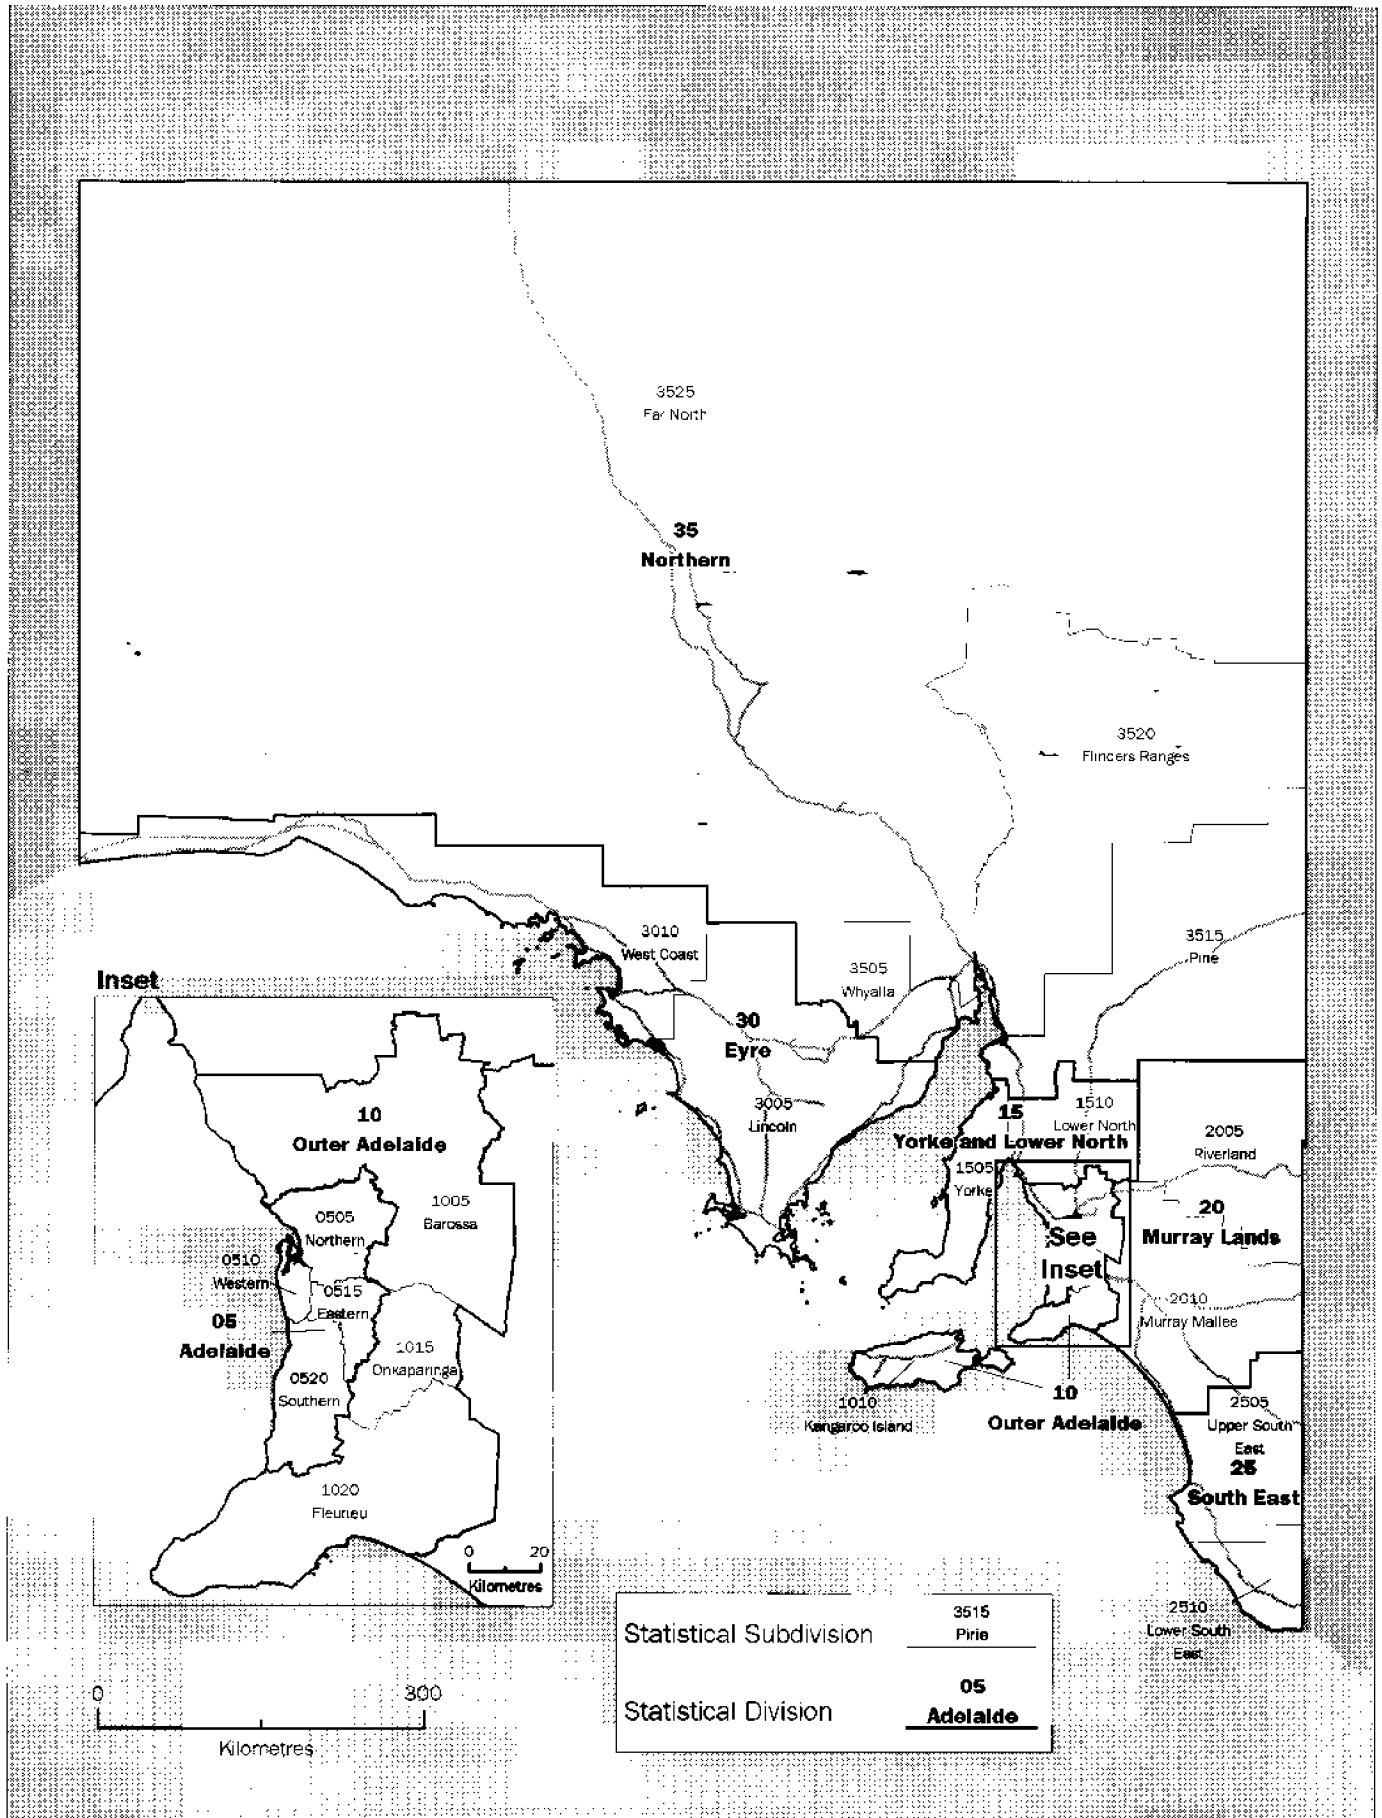 3525
Far North
35
Northern
3520
Flinders Ranges
3010
West Coast
3515
Pirie
3505
Whyalla
Inset
30
Eyre
3005
Lincoln
15
Yorke and Lower North
1510
Lower North
2005
Riverland
1505
Yorke
20
Murray Lands
See
Inset
2010
Murray Mallee
10
Outer Adelaide
1005
Barossa
0505
Northern
0510
Western
0515
Eastern
05
Adelaide
1015
Onkaparinga
0520
Southern
1020
Fleurieu
0 20
Kilometres
1010
Kangaroo Island
10
Outer Adelaide
2505
Upper South
East
25
South East
2510
Lower South
East
Statistical Subdivision
3515
Pirie
Statistical Division
05
Adelaide
0 300
Kilometres